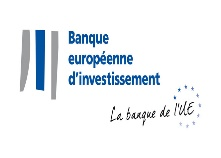 Banque
européenne
d'investissement
La banque de l'UE